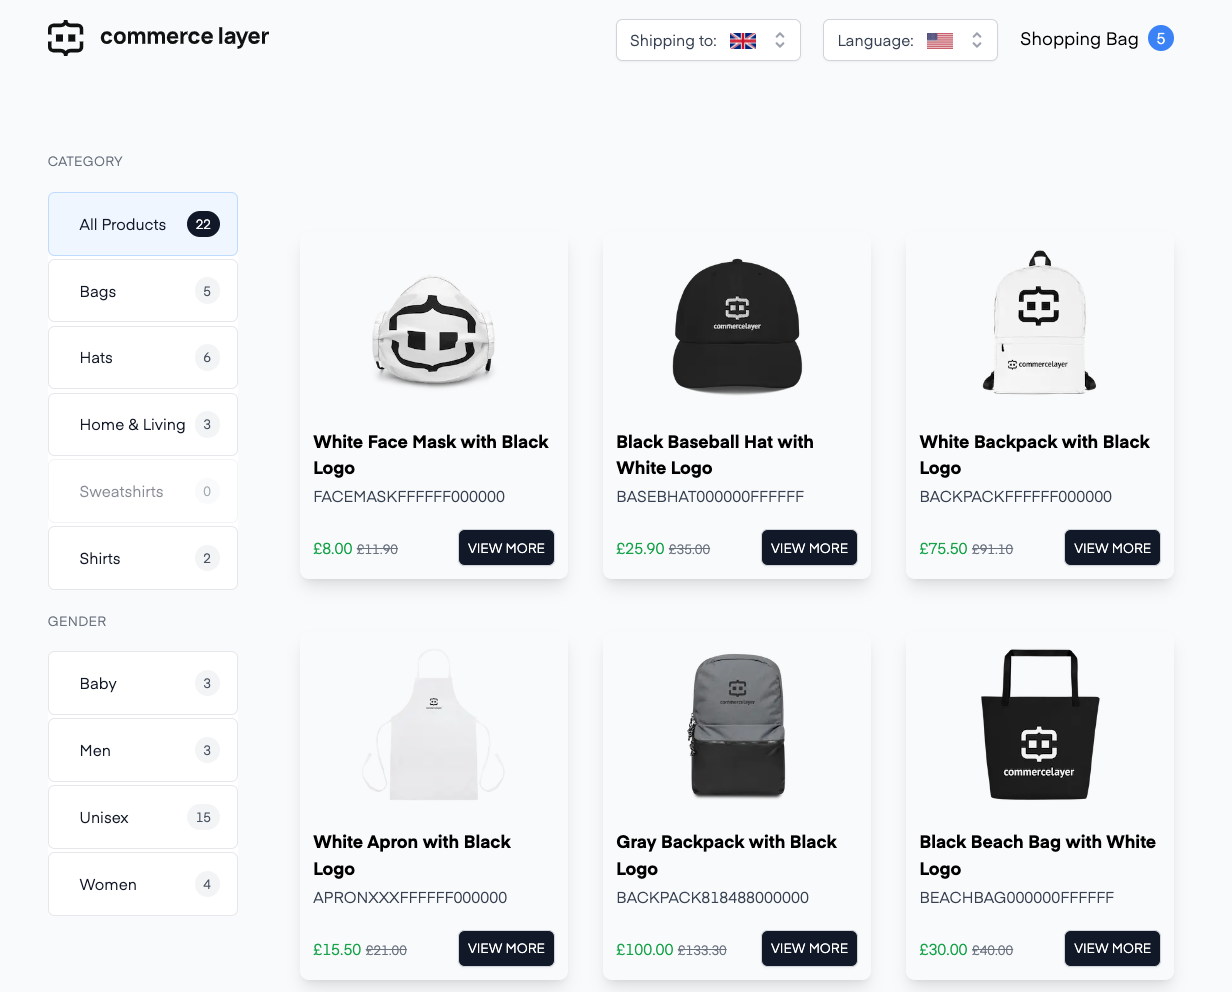 commerce layer
Shipping to:
Language:
Shopping Bag 5
CATEGORY
All Products 22
Bags 5
Hats 6
Home & Living 3
Sweatshirts 0
Shirts 2
GENDER
Baby 3
Men 3
Unisex 15
Women 4
White Face Mask with Black
Logo
FACEMASKFFFFFF000000
£8.00 £11.90
VIEW MORE
commercelayer
Black Baseball Hat with
White Logo
BASEBHAT000000FFFFFF
£25.90 £35.00
VIEW MORE
commercelayer
White Backpack with Black
Logo
BACKPACKFFFFFF000000
£75.50 £91.10
VIEW MORE
White Apron with Black
Logo
APRONXXXFFFFFF000000
£15.50 £21.00
VIEW MORE
commercelayer
Gray Backpack with Black
Logo
BACKPACK818488000000
£100.00 £133.30
VIEW MORE
commercelayer
Black Beach Bag with White
Logo
BEACHBAG000000FFFFFF
£30.00 £40.00
VIEW MORE